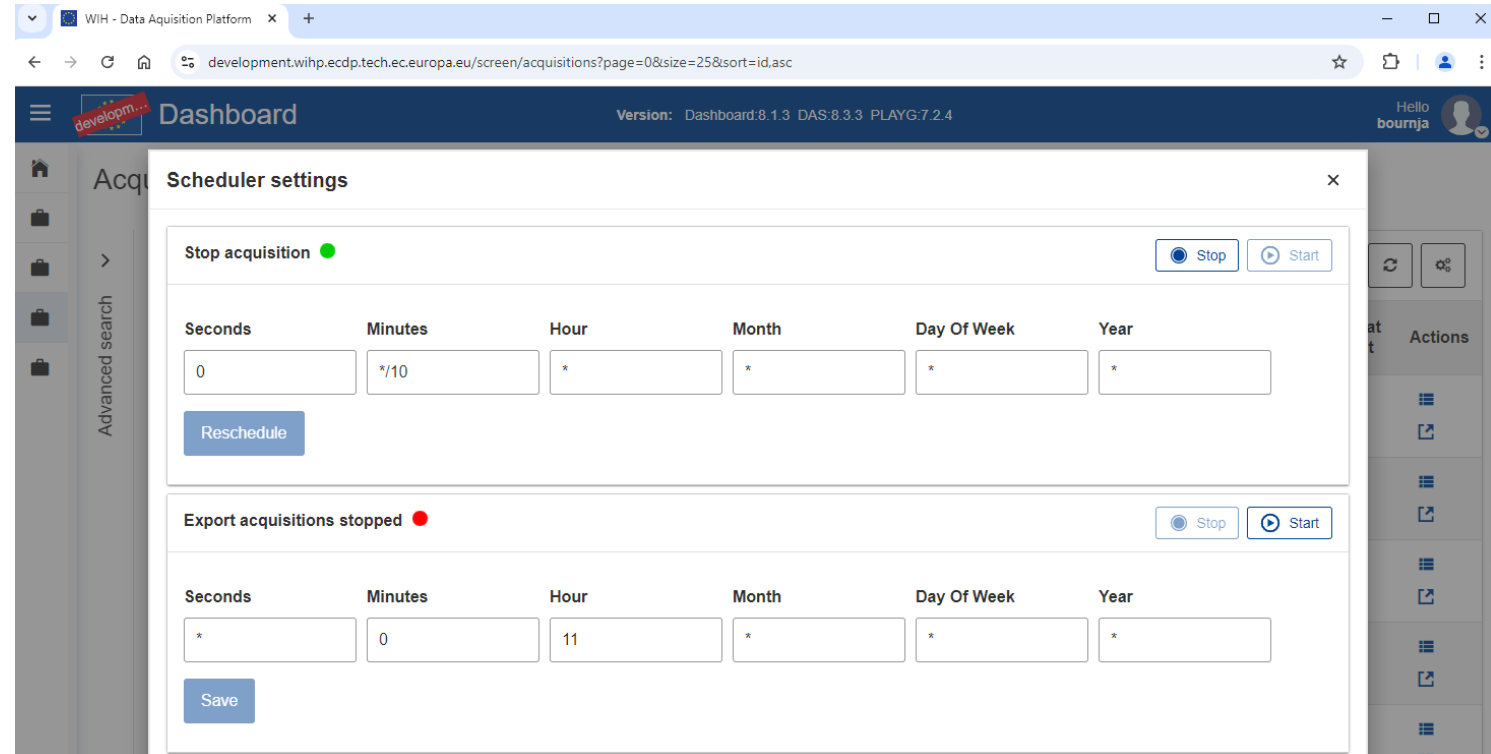 WIH - Data Aquisition Platform
development.wihp.ecdp.tech.ec.europa.eu/screen/acquisitions?page=0&size=25&sort=id,asc
developm...
Dashboard
Version: Dashboard:8.1.3 DAS:8.3.3 PLAYG:7.2.4
Hello
bournja
Acqu
Scheduler settings
Stop acquisition
Stop
Start
Advanced search
at
t
Actions
Seconds Minutes Hour Month Day Of Week Year
0 */10 * * * *
Reschedule
Export acquisitions stopped
Stop
Start
Seconds Minutes Hour Month Day Of Week Year
* 0 11 * * *
Save